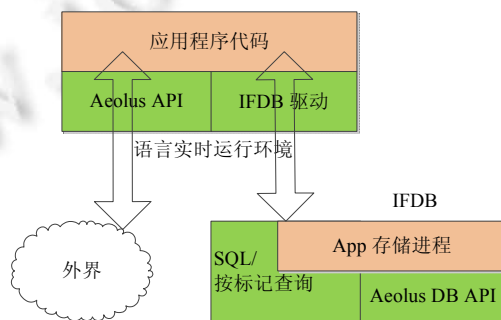 应用程序代码
Aeolus API
IFDB 驱动
语言实时运行环境
IFDB
外界
SQL/
按标记查询
App 存储进程
Aeolus DB API